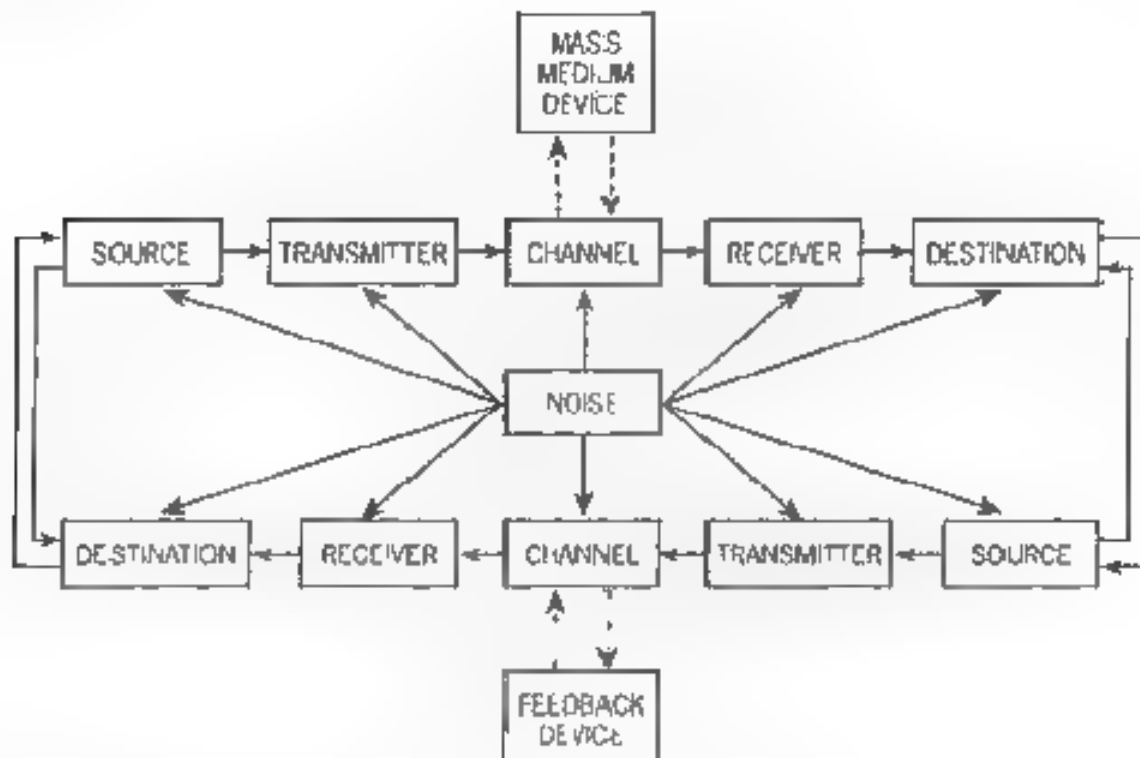 MASS
MEDIUM
DEVICE
SOURCE
TRANSMITTER
CHANNEL
RECEIVER
DESTINATION
NOISE
DESTINATION
RECEIVER
CHANNEL
TRANSMITTER
SOURCE
FEEDBACK
DEVICE